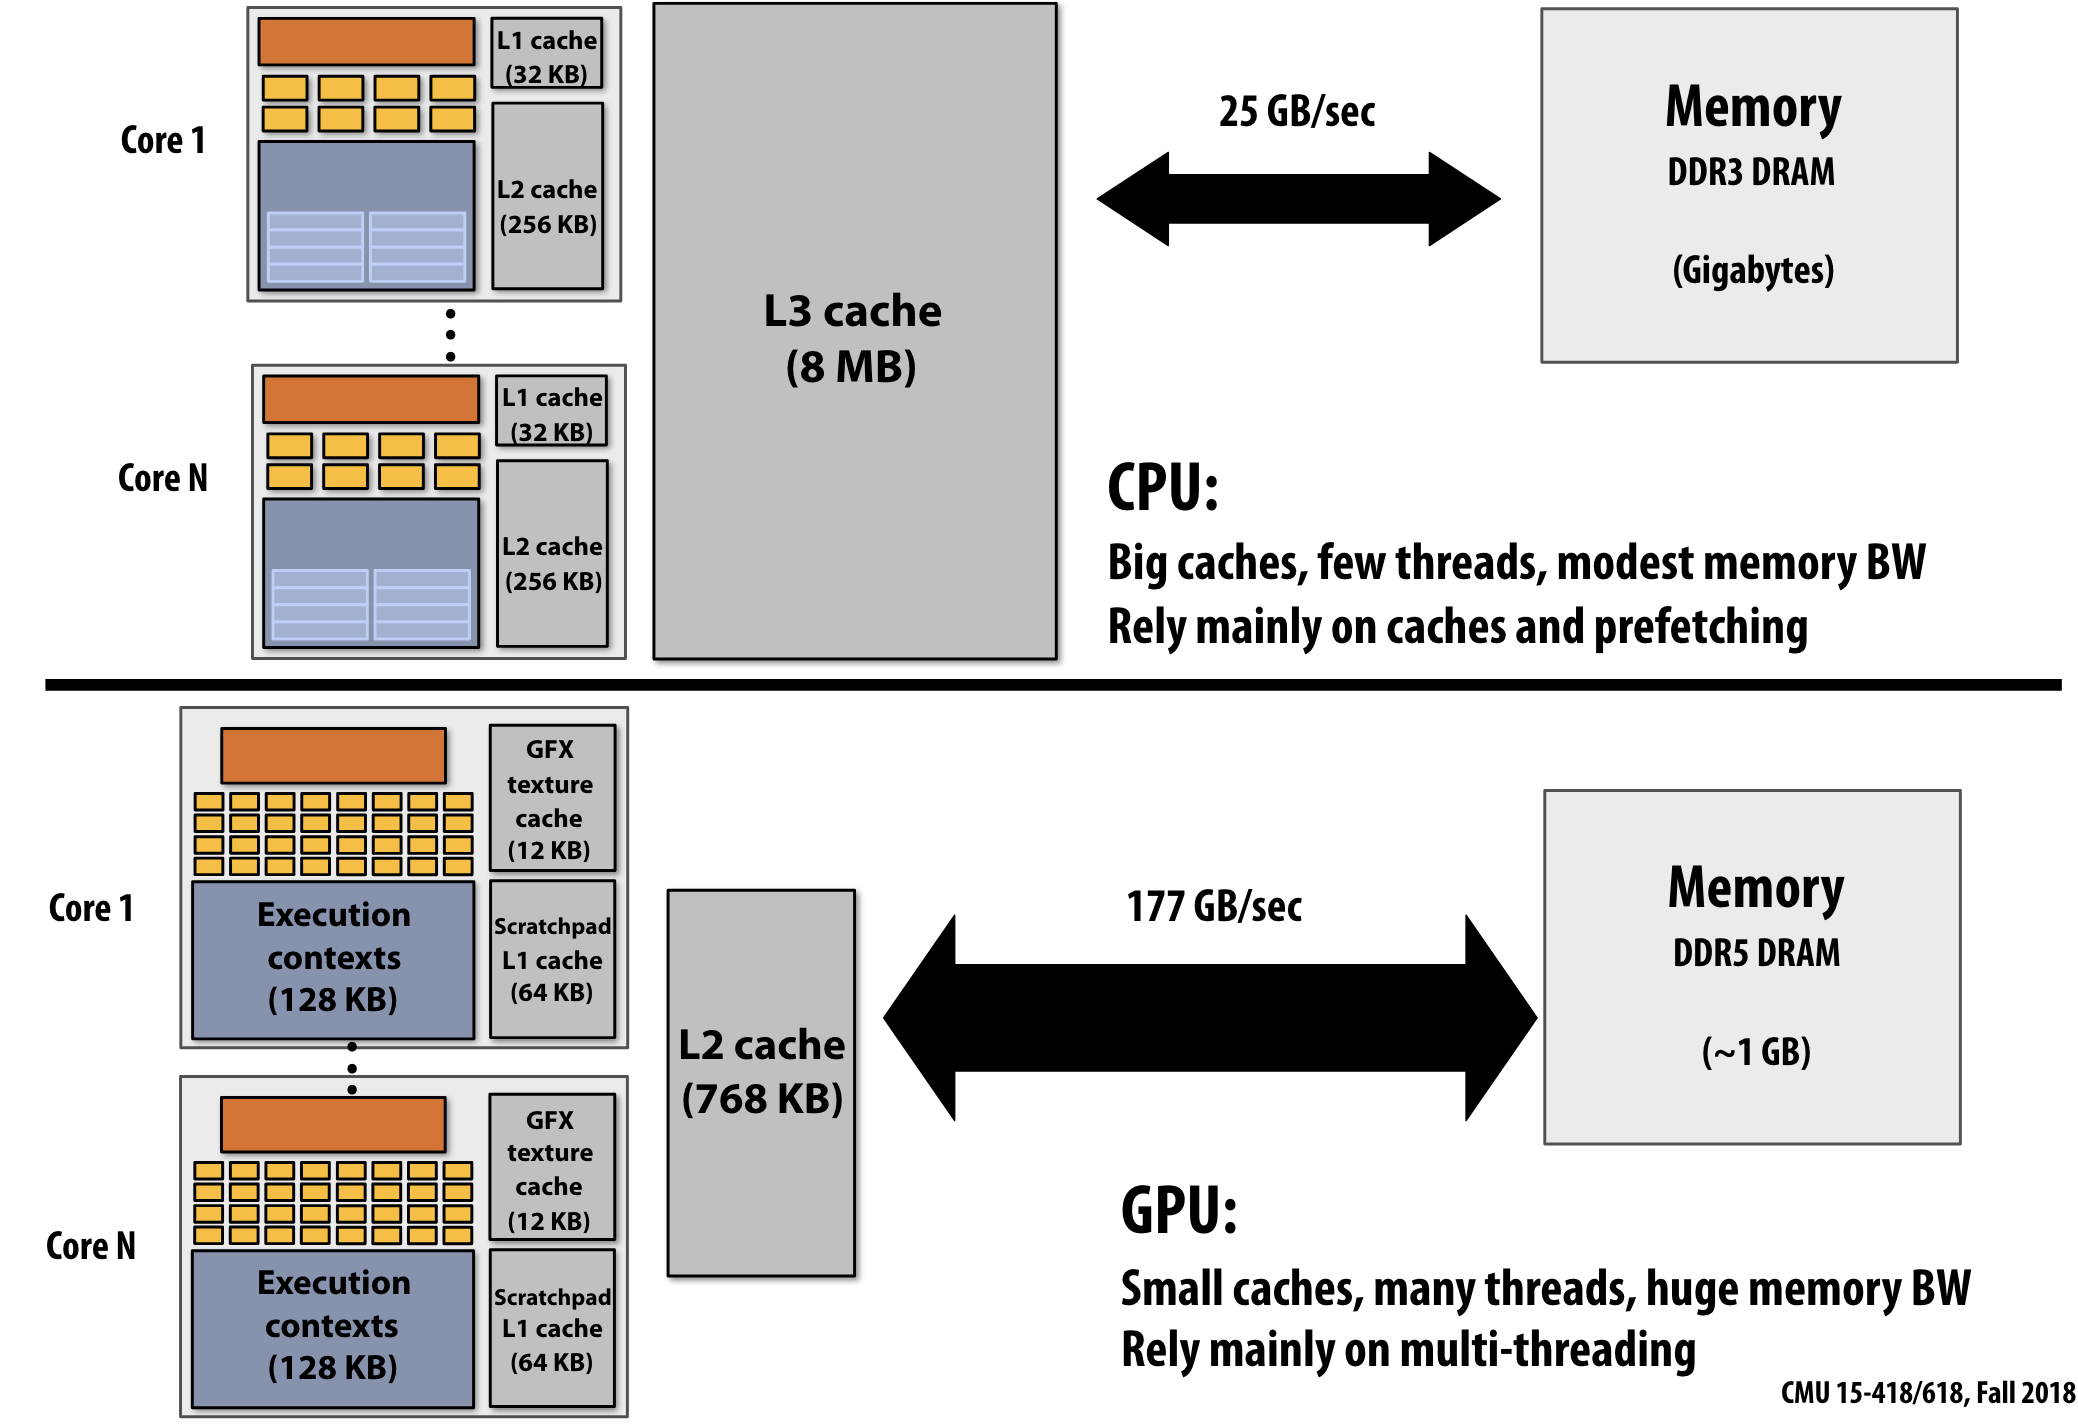 Core 1
L1 cache
(32 KB)
L2 cache
(256 KB)
Core N
L1 cache
(32 KB)
L2 cache
(256 KB)
L3 cache
(8 MB)
25 GB/sec
Memory
DDR3 DRAM
(Gigabytes)
CPU:
Big caches, few threads, modest memory BW
Rely mainly on caches and prefetching
Core 1
GFX
texture
cache
(12 KB)
Execution
contexts
(128 KB)
Scratchpad
L1 cache
(64 KB)
Core N
GFX
texture
cache
(12 KB)
Execution
contexts
(128 KB)
Scratchpad
L1 cache
(64 KB)
L2 cache
(768 KB)
177 GB/sec
Memory
DDR5 DRAM
(~1 GB)
GPU:
Small caches, many threads, huge memory BW
Rely mainly on multi-threading
CMU 15-418/618, Fall 2018